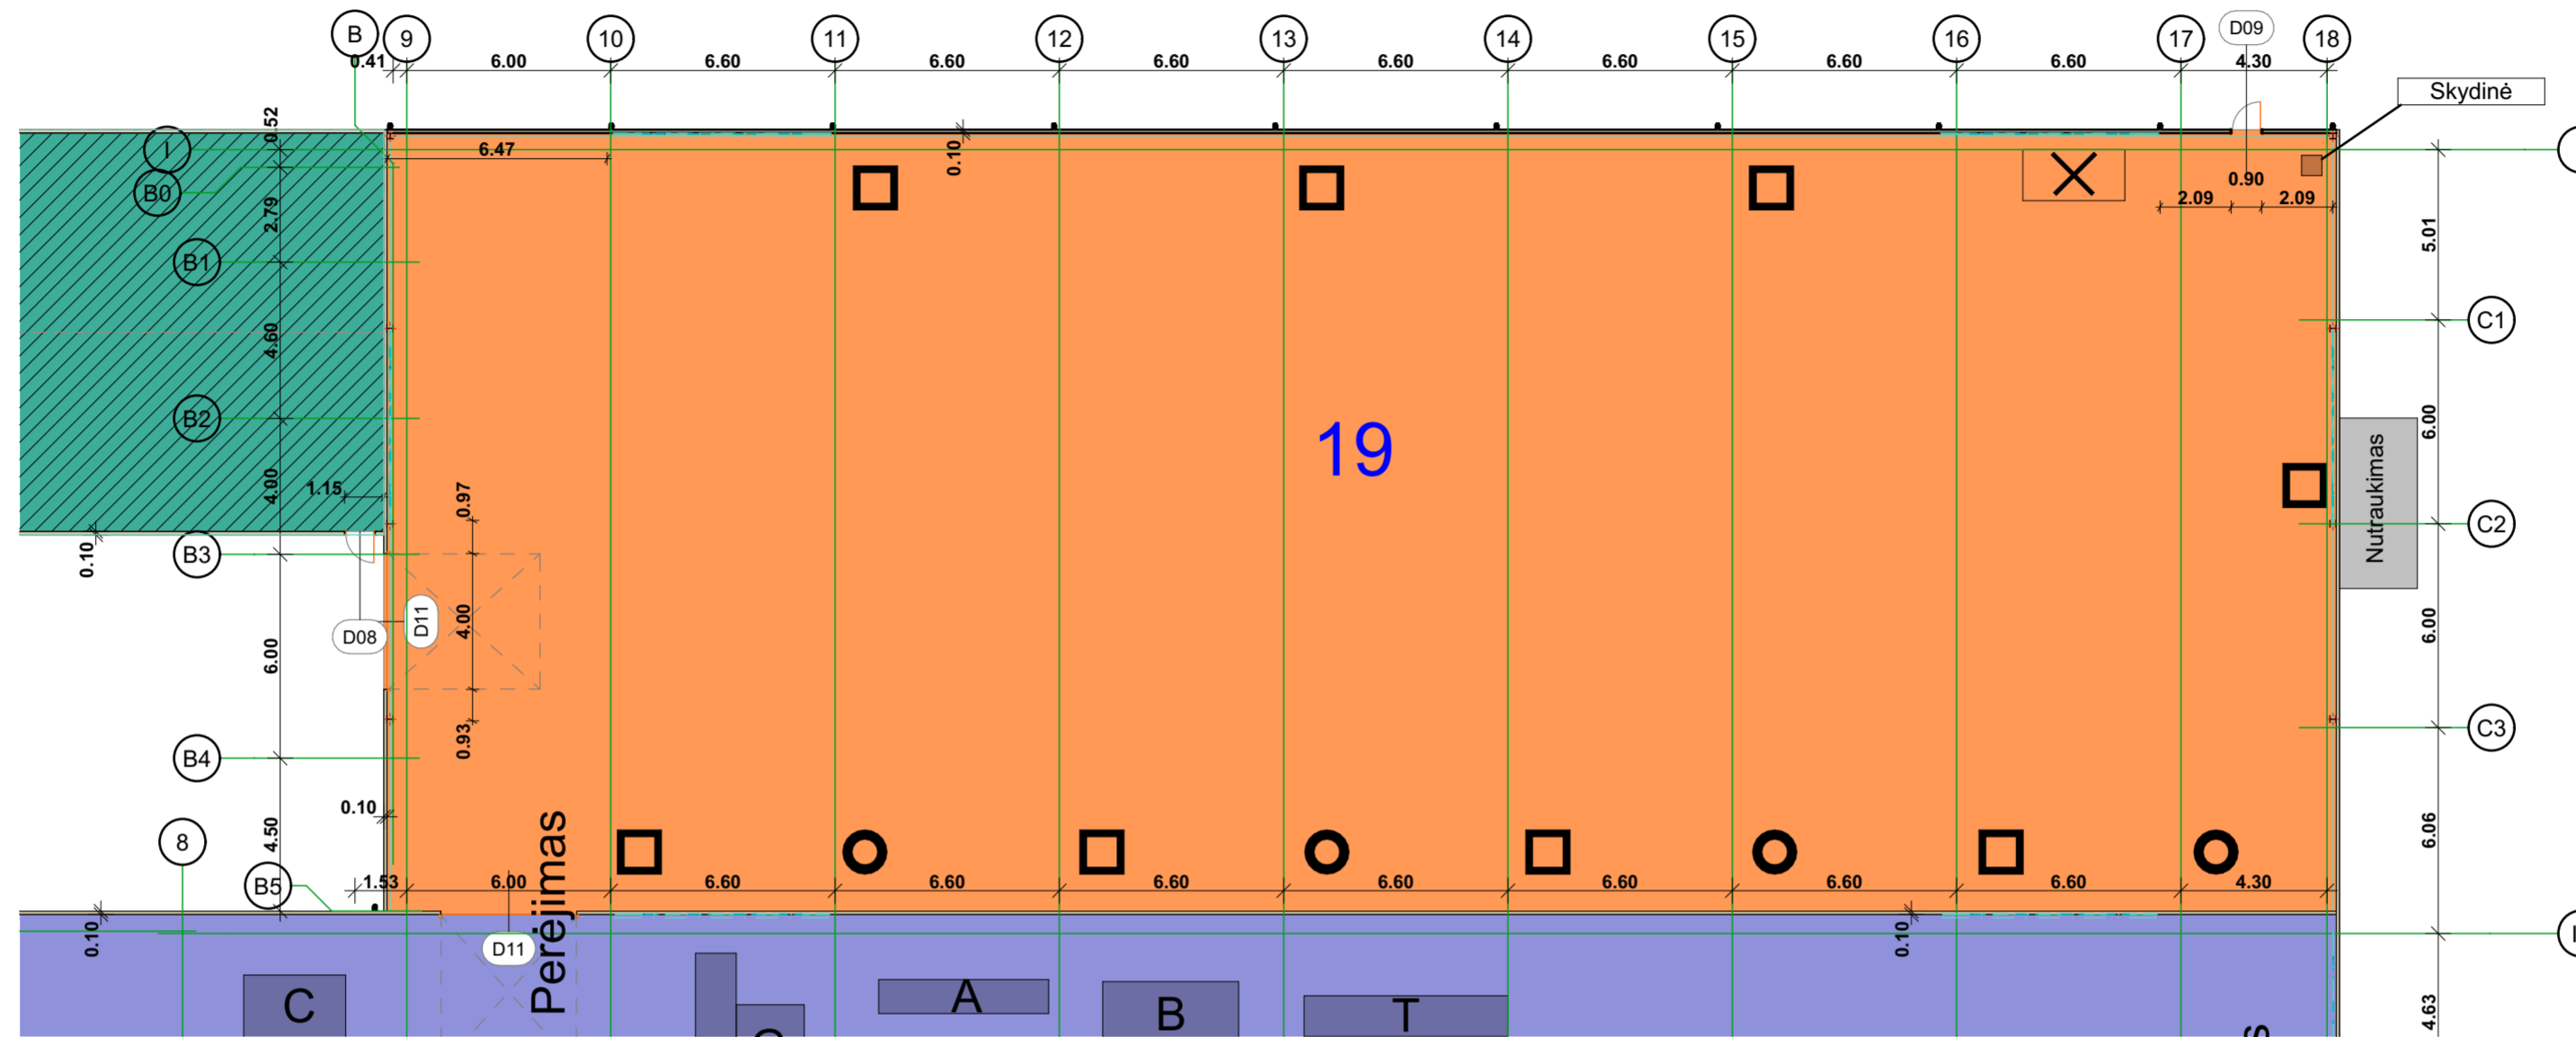 B 9 10 11 12 13 14 15 16 17 D09 18
0.41 6.00 6.60 6.60 6.60 6.60 6.60 6.60 6.60 4.30
Skydinė
0.52
I
6.47
0.10
B0
0.90
2.09 2.09
2.79
5.01
B1
C1
4.60
B2
19
6.00
Nutraukimas
4.00
1.15
0.97
C2
0.10
B3
D11
4.00
D08
6.00
6.00
C3
0.93
B4
0.10
8
4.50
6.06
B5
1.53 6.00 6.60 6.60 6.60 6.60 6.60 6.60 6.60 4.30
Perėjimas
0.10
D11
0.10
C
A
B
T
4.63